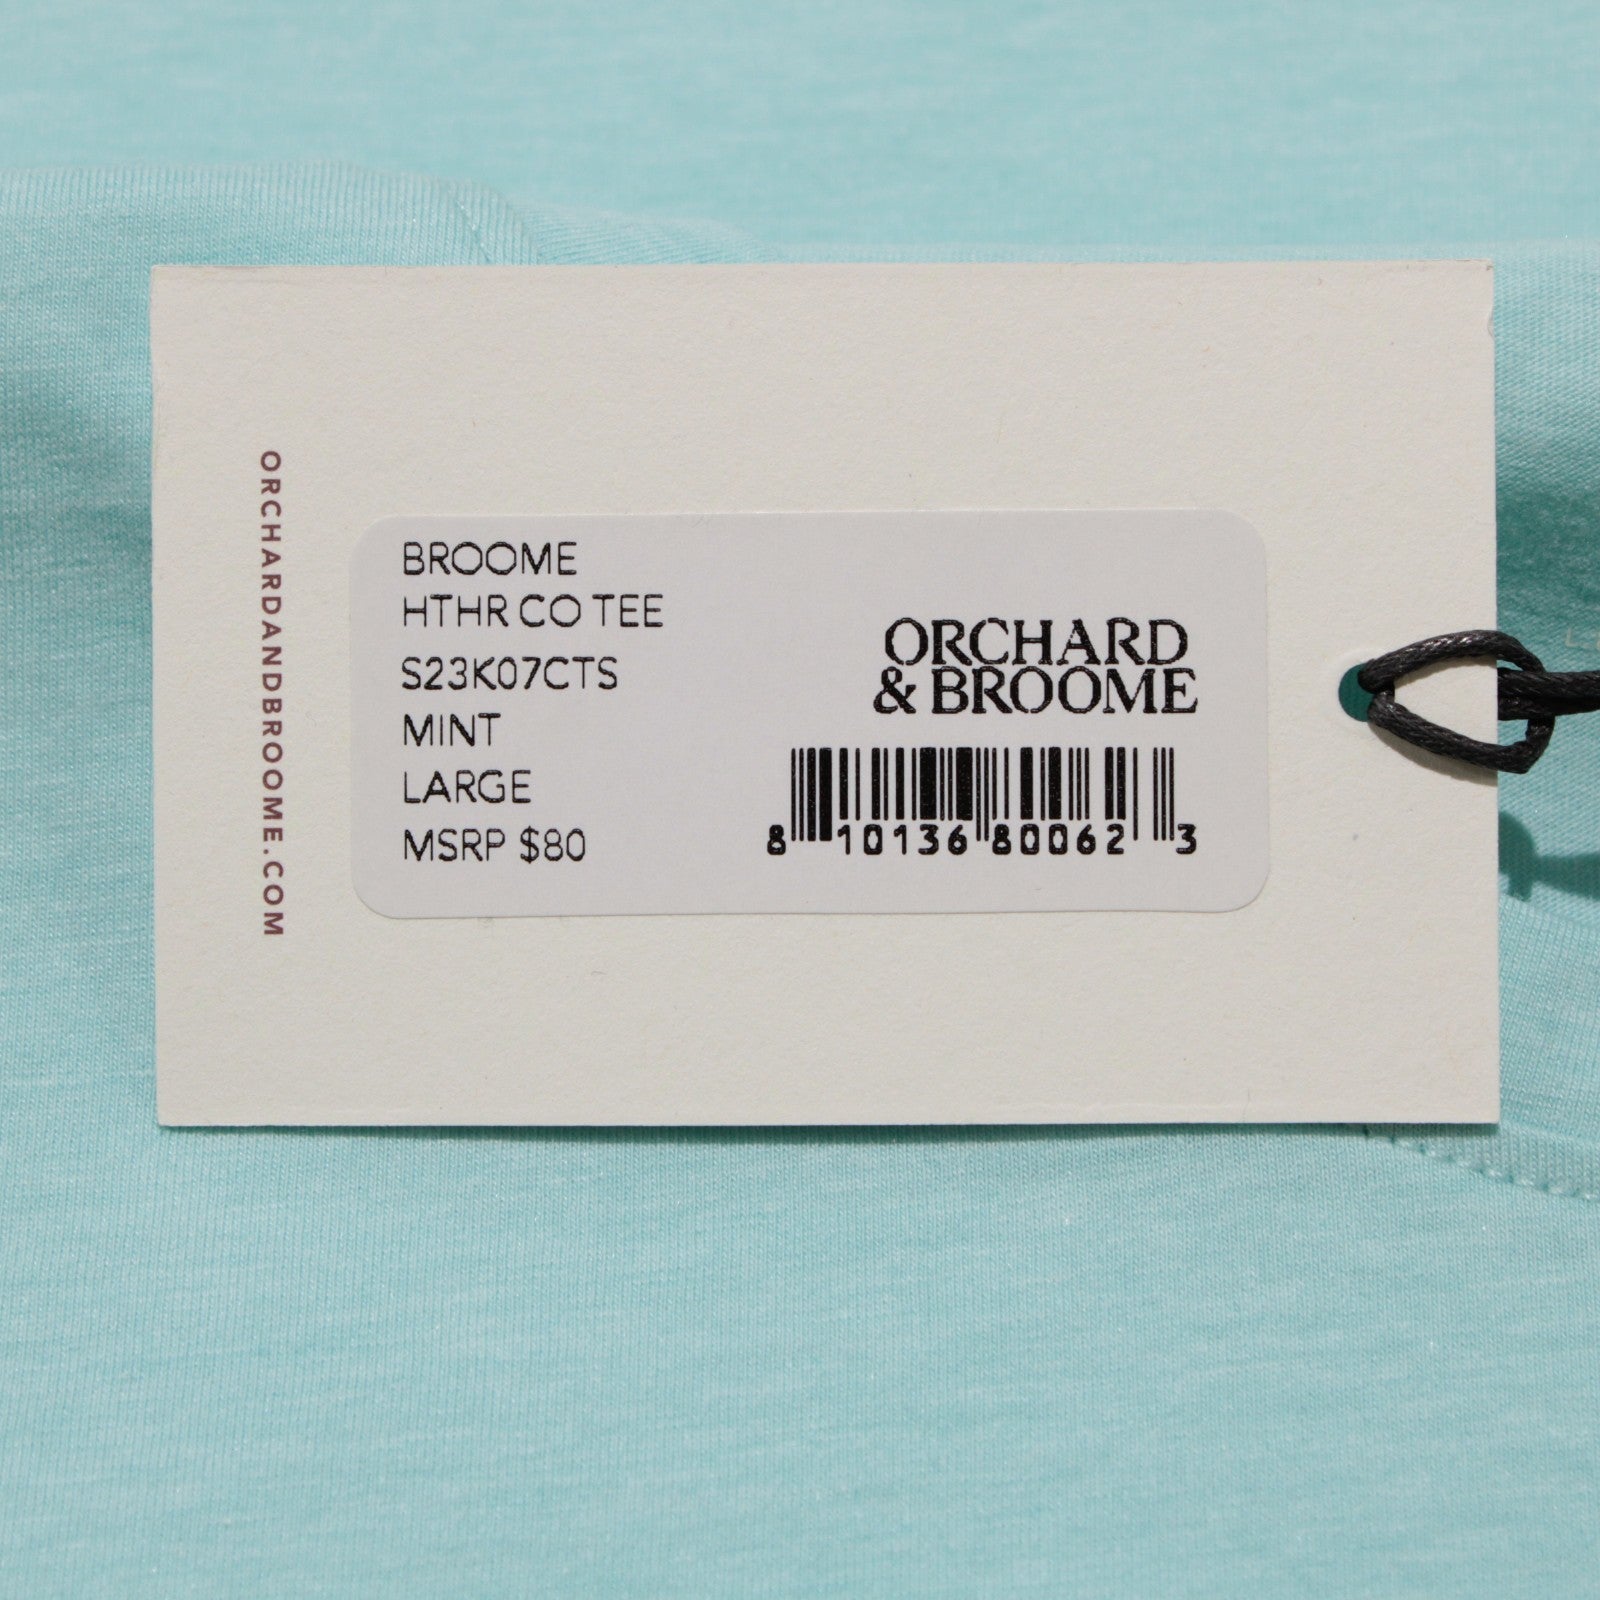 ORCHARDANDBROOME.COM
BROOME
HTHR CO TEE
S23K07CTS
MINT
LARGE
MSRP $80
ORCHARD
& BROOME
8 10136 80062 3